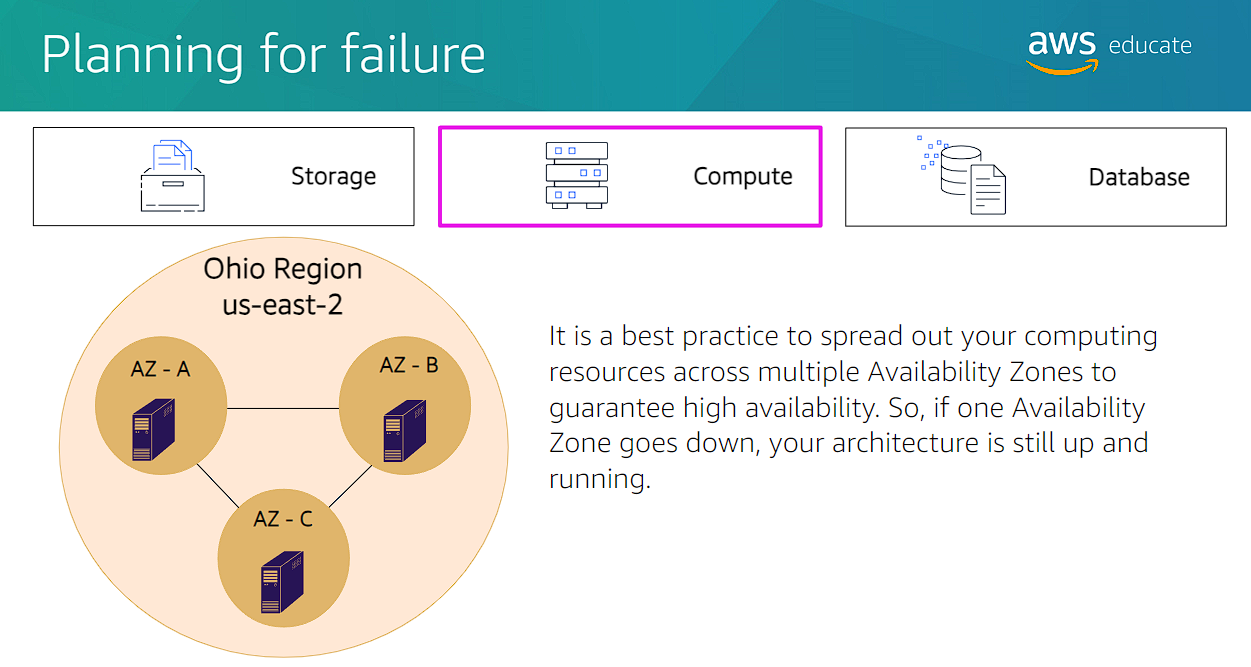 Planning for failure
aws educate
Storage
Compute
Database
Ohio Region
us-east-2
AZ - A
AZ - B
AZ - C
It is a best practice to spread out your computing
resources across multiple Availability Zones to
guarantee high availability. So, if one Availability
Zone goes down, your architecture is still up and
running.